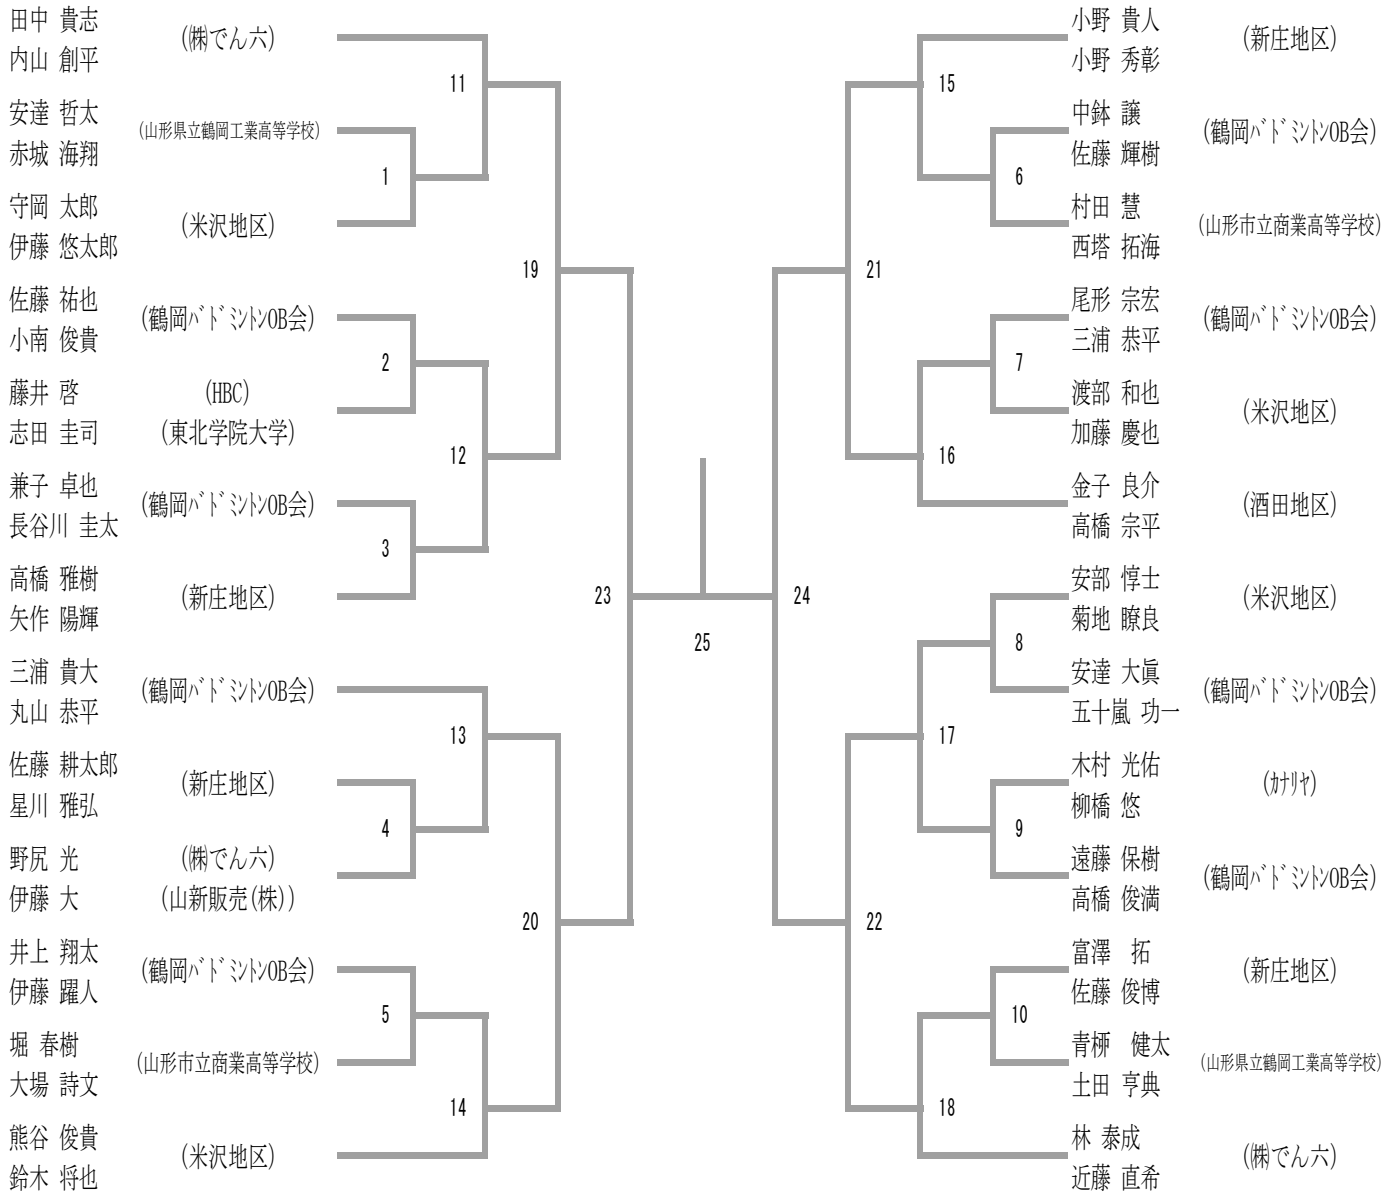 田中 貴志
(㈱でん六)
内山 創平
11
安達 哲太
(山形県立鶴岡工業高等学校)
赤城 海翔
1
守岡 太郎
(米沢地区)
伊藤 悠太郎
19
佐藤 祐也
(鶴岡ﾊﾞﾄﾞﾐﾝﾄﾝOB会)
小南 俊貴
2
藤井 啓
(HBC)
志田 圭司
(東北学院大学)
12
兼子 卓也
(鶴岡ﾊﾞﾄﾞﾐﾝﾄﾝOB会)
長谷川 圭太
3
高橋 雅樹
(新庄地区)
矢作 陽輝
23
三浦 貴大
(鶴岡ﾊﾞﾄﾞﾐﾝﾄﾝOB会)
丸山 恭平
13
佐藤 耕太郎
(新庄地区)
星川 雅弘
4
野尻 光
(㈱でん六)
伊藤 大
(山新販売(株))
20
井上 翔太
(鶴岡ﾊﾞﾄﾞﾐﾝﾄﾝOB会)
伊藤 躍人
5
堀 春樹
(山形市立商業高等学校)
大場 詩文
14
熊谷 俊貴
(米沢地区)
鈴木 将也
25
小野 貴人
(新庄地区)
小野 秀彰
15
中鉢 譲
(鶴岡ﾊﾞﾄﾞﾐﾝﾄﾝOB会)
佐藤 輝樹
6
村田 慧
(山形市立商業高等学校)
西塔 拓海
21
尾形 宗宏
(鶴岡ﾊﾞﾄﾞﾐﾝﾄﾝOB会)
三浦 恭平
7
渡部 和也
(米沢地区)
加藤 慶也
16
金子 良介
(酒田地区)
高橋 宗平
安部 惇士
(米沢地区)
菊地 瞭良
24
8
安達 大眞
(鶴岡ﾊﾞﾄﾞﾐﾝﾄﾝOB会)
五十嵐 功一
17
木村 光佑
(ｶﾅﾘﾔ)
柳橋 悠
9
遠藤 保樹
(鶴岡ﾊﾞﾄﾞﾐﾝﾄﾝOB会)
高橋 俊満
22
富澤　拓
(新庄地区)
佐藤 俊博
10
青栁　健太
(山形県立鶴岡工業高等学校)
土田 亨典
18
林 泰成
(㈱でん六)
近藤 直希